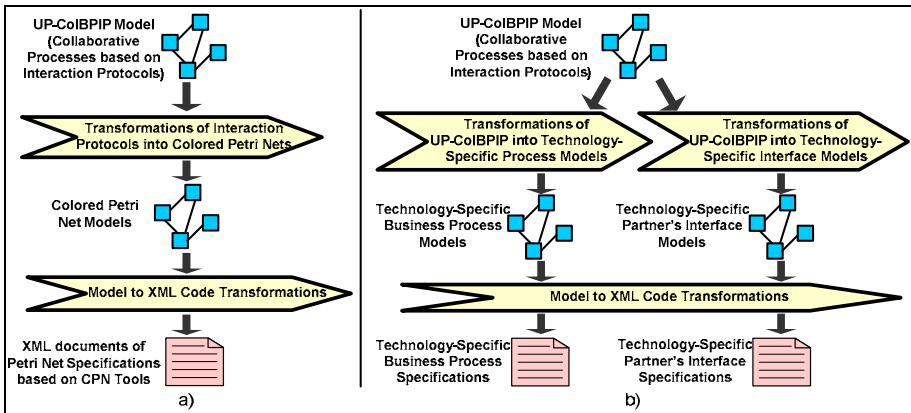 UP-ColBPIP Model
(Collaborative
Processes based on
Interaction Protocols)
Transformations of Interaction
Protocols into Colored Petri Nets
Colored Petri
Net Models
Model to XML Code Transformations
XML documents of
Petri Net Specifications
based on CPN Tools
a)
UP-ColBPIP Model
(Collaborative
Processes based on
Interaction Protocols)
Transformations of
UP-ColBPIP into Technology-
Specific Process Models
Transformations of
UP-ColBPIP into Technology-
Specific Interface Models
Technology-Specific
Business Process
Models
Technology-Specific
Partner's Interface
Models
Model to XML Code Transformations
Technology-Specific
Business Process
Specifications
Technology-Specific
Partner's Interface
Specifications
b)